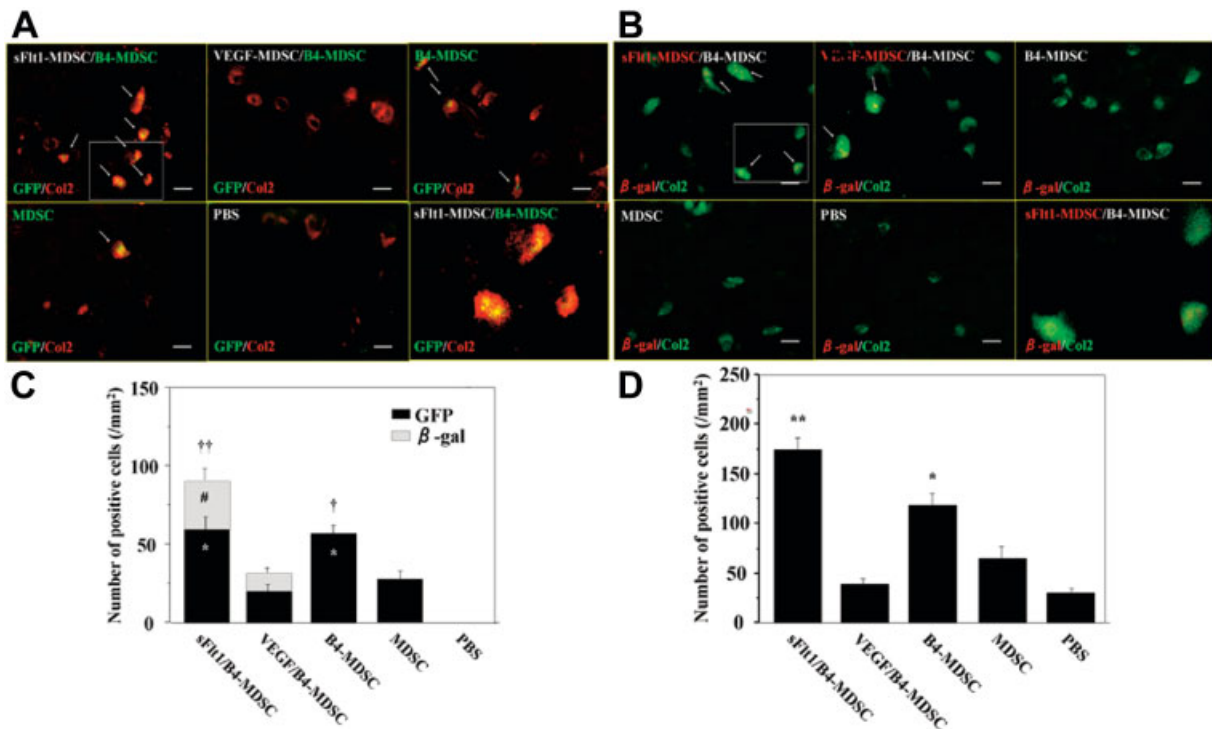 A
sFlt1-MDSC/B4-MDSC
GFP/Col2
VEGF-MDSC/B4-MDSC
GFP/Col2
B4-MDSC
GFP/Col2
MDSC
GFP/Col2
PBS
GFP/Col2
sFlt1-MDSC/B4-MDSC
GFP/Col2
B
sFlt1-MDSC/B4-MDSC
β-gal/Col2
VEGF-MDSC/B4-MDSC
β-gal/Col2
B4-MDSC
β-gal/Col2
MDSC
β-gal/Col2
PBS
β-gal/Col2
sFlt1-MDSC/B4-MDSC
β-gal/Col2
C
Number of positive cells (/mm²)
150
100
50
0
GFP
β-gal
††
#
*
†
*
sFlt1/B4-MDSC
VEGF/B4-MDSC
B4-MDSC
MDSC
PBS
D
Number of positive cells (/mm²)
250
200
150
100
50
0
**
*
sFlt1/B4-MDSC
VEGF/B4-MDSC
B4-MDSC
MDSC
PBS